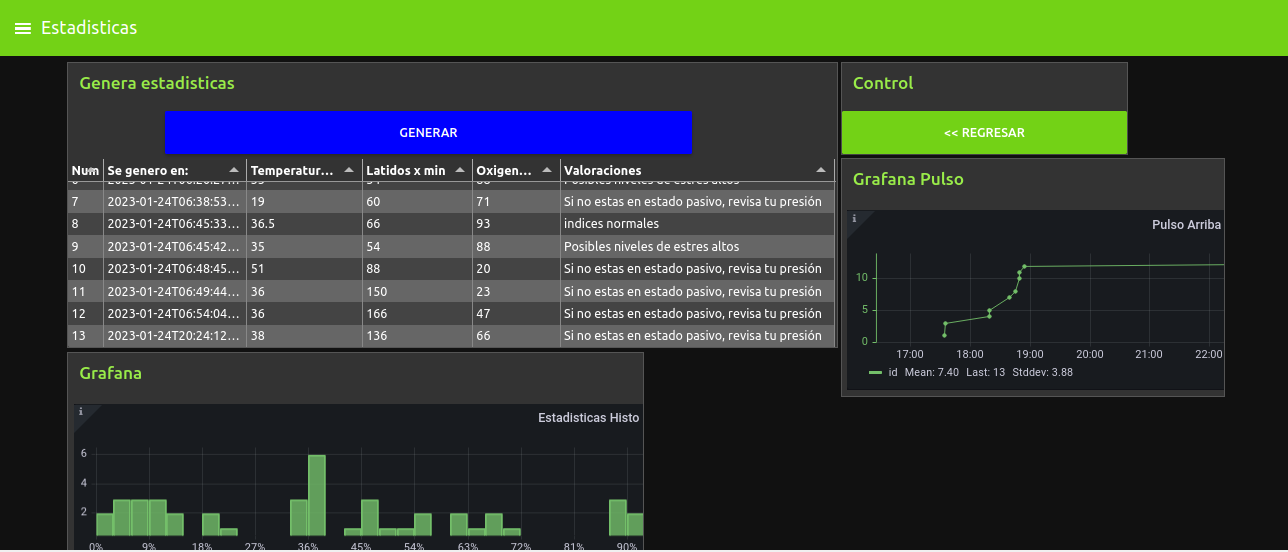 Estadisticas
Genera estadisticas
GENERAR
Num Se genero en: Temperatur... Latidos x min Oxigen... Valoraciones
Posibles niveles de estres altos
7 2023-01-24T06:38:53... 19 60 71 Si no estas en estado pasivo, revisa tu presión
8 2023-01-24T06:45:33... 36.5 66 93 indices normales
9 2023-01-24T06:45:42... 35 54 88 Posibles niveles de estres altos
10 2023-01-24T06:48:45... 51 88 20 Si no estas en estado pasivo, revisa tu presión
11 2023-01-24T06:49:44... 36 150 23 Si no estas en estado pasivo, revisa tu presión
12 2023-01-24T06:54:04... 36 166 47 Si no estas en estado pasivo, revisa tu presión
13 2023-01-24T20:24:12... 38 136 66 Si no estas en estado pasivo, revisa tu presión
Control
<< REGRESAR
Grafana Pulso
i
Pulso Arriba
10
5
0
17:00 18:00 19:00 20:00 21:00 22:00
id Mean: 7.40 Last: 13 Stddev: 3.88
Grafana
i
Estadisticas Histo
6
4
2
0% 9% 18% 27% 36% 45% 54% 63% 72% 81% 90%